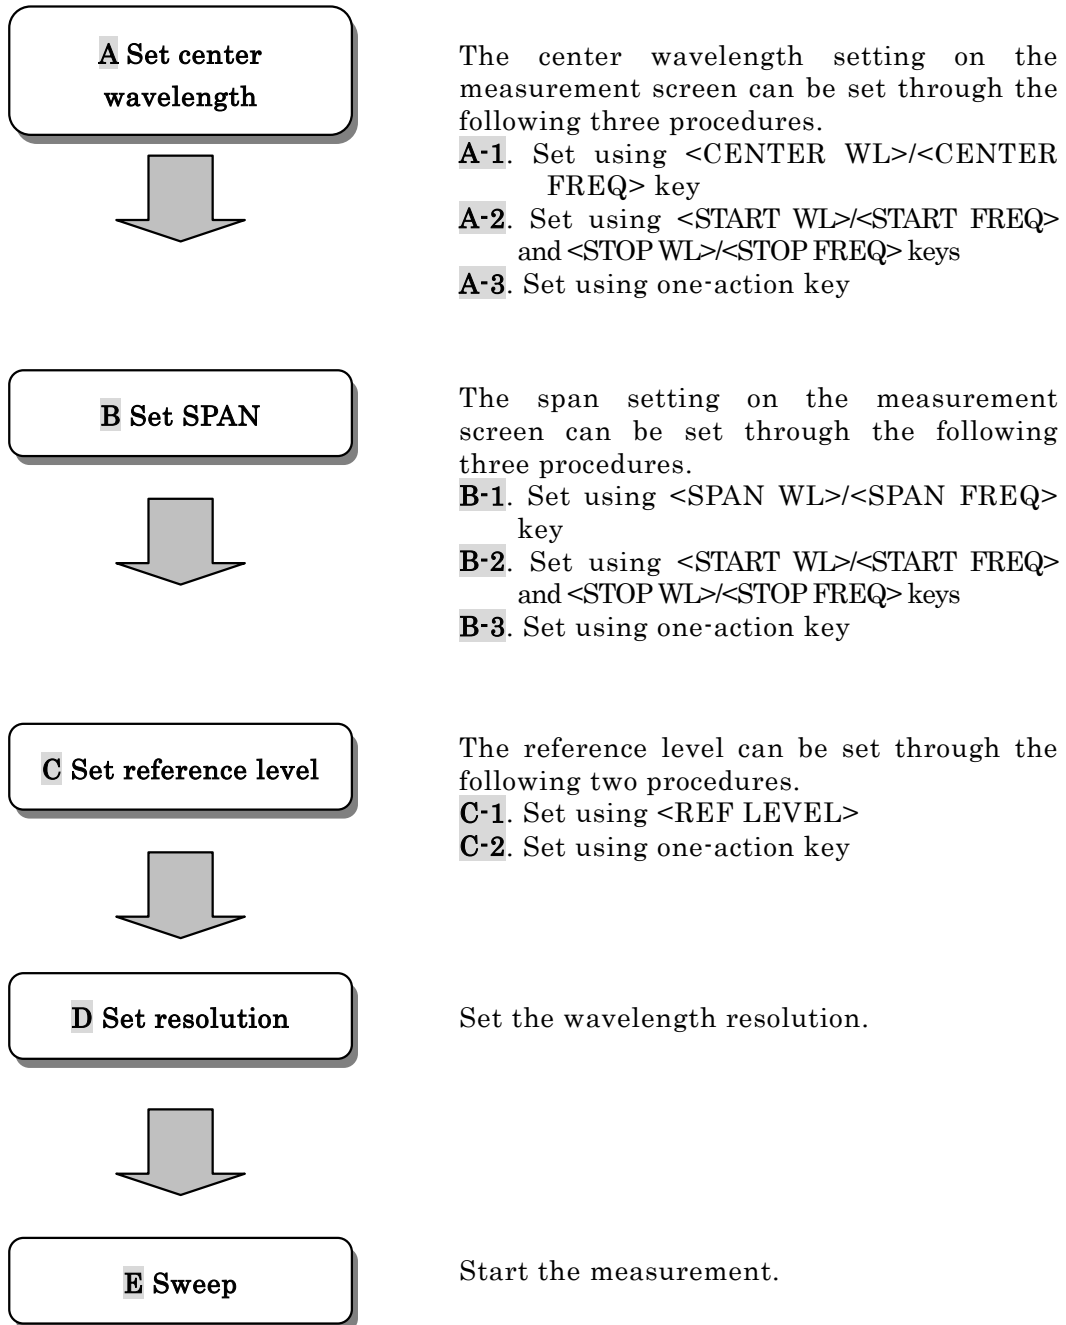 A Set center
wavelength
The center wavelength setting on the
measurement screen can be set through the
following three procedures.
A-1. Set using <CENTER WL>/<CENTER
FREQ> key
A-2. Set using <START WL>/<START FREQ>
and <STOP WL>/<STOP FREQ> keys
A-3. Set using one-action key
B Set SPAN
The span setting on the measurement
screen can be set through the following
three procedures.
B-1. Set using <SPAN WL>/<SPAN FREQ>
key
B-2. Set using <START WL>/<START FREQ>
and <STOP WL>/<STOP FREQ> keys
B-3. Set using one-action key
C Set reference level
The reference level can be set through the
following two procedures.
C-1. Set using <REF LEVEL>
C-2. Set using one-action key
D Set resolution
Set the wavelength resolution.
E Sweep
Start the measurement.